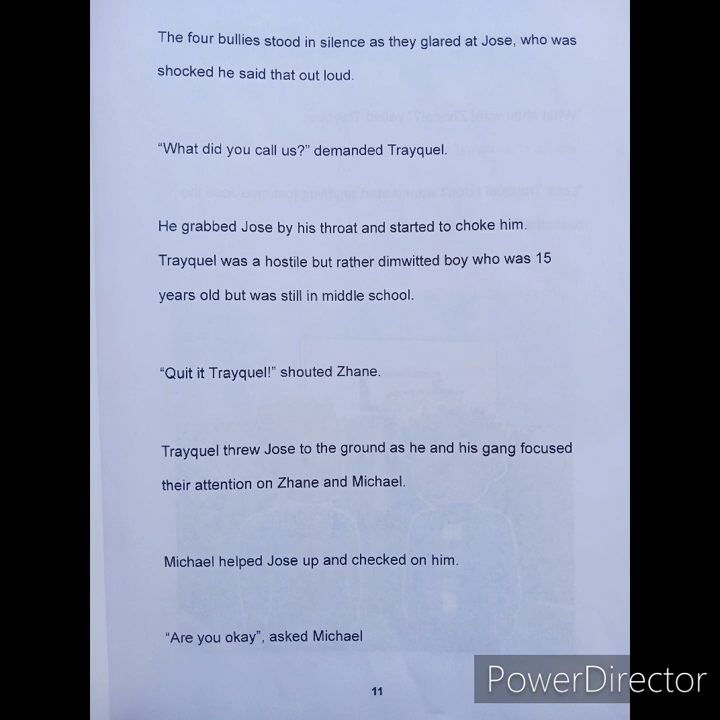 The four bullies stood in silence as they glared at Jose, who was
shocked he said that out loud.
“What did you call us?” demanded Trayquel.
He grabbed Jose by his throat and started to choke him.
Trayquel was a hostile but rather dimwitted boy who was 15
years old but was still in middle school.
“Quit it Trayquel!” shouted Zhane.
Trayquel threw Jose to the ground as he and his gang focused
their attention on Zhane and Michael.
Michael helped Jose up and checked on him.
“Are you okay”, asked Michael
11
PowerDirector